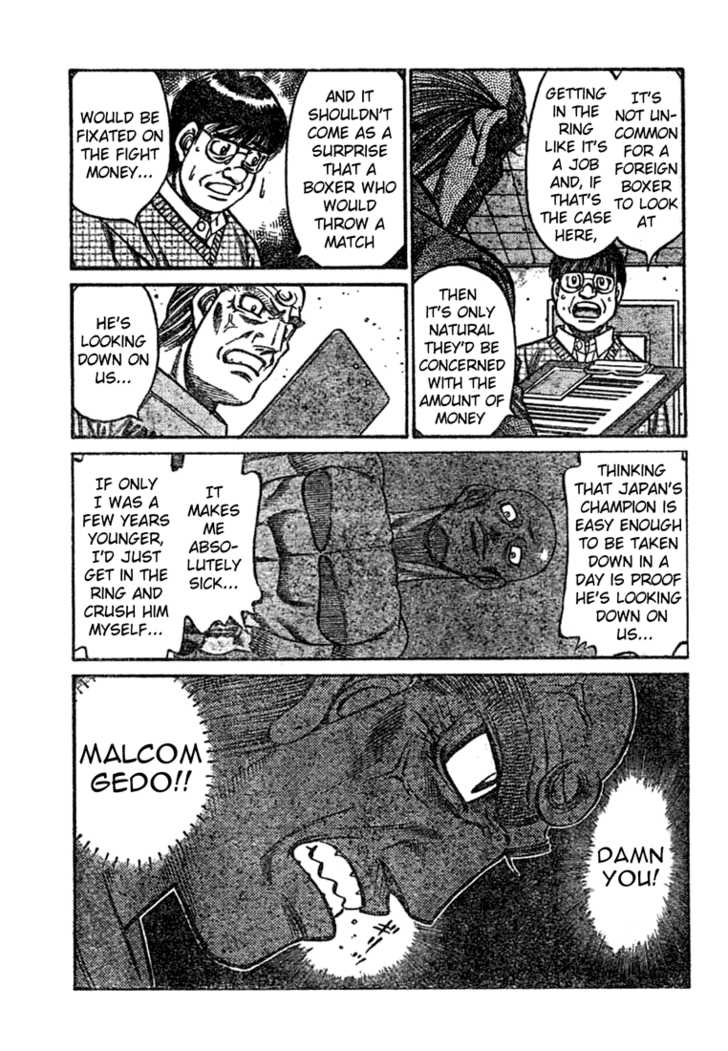 IT'S
NOT UN-
COMMON
FOR A
FOREIGN
BOXER
TO LOOK
AT
GETTING
IN THE
RING
LIKE IT'S
A JOB
AND, IF
THAT'S
THE CASE
HERE,
THEN
IT'S ONLY
NATURAL
THEY'D BE
CONCERNED
WITH THE
AMOUNT OF
MONEY
AND IT
SHOULDN'T
COME AS A
SURPRISE
THAT A
BOXER WHO
WOULD
THROW A
MATCH
WOULD BE
FIXATED ON
THE FIGHT
MONEY...
HE'S
LOOKING
DOWN ON
US...
THINKING
THAT JAPAN'S
CHAMPION IS
EASY ENOUGH
TO BE TAKEN
DOWN IN A
DAY IS PROOF
HE'S LOOKING
DOWN ON
US...
IT
MAKES
ME
ABSO-
LUTELY
SICK...
IF ONLY
I WAS A
FEW YEARS
YOUNGER,
I'D JUST
GET IN THE
RING AND
CRUSH HIM
MYSELF...
DAMN
YOU!
MALCOM
GEDO!!